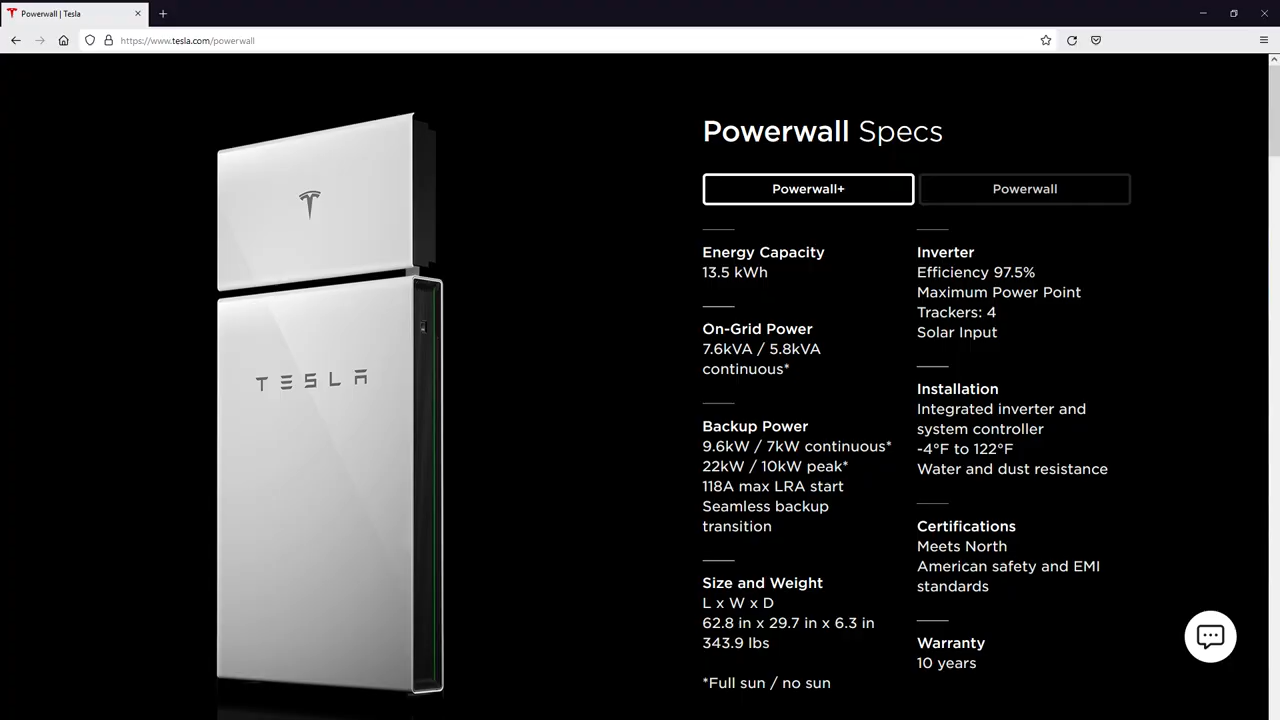 Powerwall | Tesla
https://www.tesla.com/powerwall
TESLA
Powerwall Specs
Powerwall+
Powerwall
Energy Capacity
13.5 kWh
On-Grid Power
7.6kVA / 5.8kVA
continuous*
Backup Power
9.6kW / 7kW continuous*
22kW / 10kW peak*
118A max LRA start
Seamless backup
transition
Size and Weight
L x W x D
62.8 in x 29.7 in x 6.3 in
343.9 lbs
*Full sun / no sun
Inverter
Efficiency 97.5%
Maximum Power Point
Trackers: 4
Solar Input
Installation
Integrated inverter and
system controller
-4°F to 122°F
Water and dust resistance
Certifications
Meets North
American safety and EMI
standards
Warranty
10 years